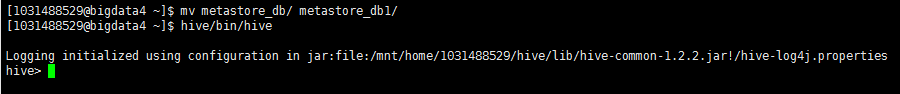 [1031488529@bigdata4 ~]$ mv metastore_db/ metastore_db1/
[1031488529@bigdata4 ~]$ hive/bin/hive
Logging initialized using configuration in jar:file:/mnt/home/1031488529/hive/lib/hive-common-1.2.2.jar!/hive-log4j.properties
hive>